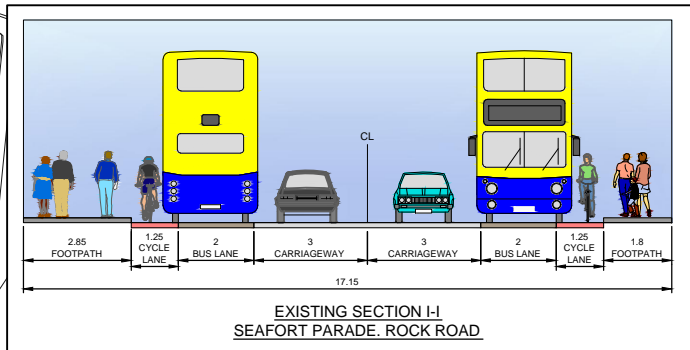 CL
2.85
FOOTPATH
1.25
CYCLE
LANE
2
BUS LANE
3
CARRIAGEWAY
3
CARRIAGEWAY
2
BUS LANE
1.25
CYCLE
LANE
1.8
FOOTPATH
17.15
EXISTING SECTION I-I
SEAFORT PARADE. ROCK ROAD